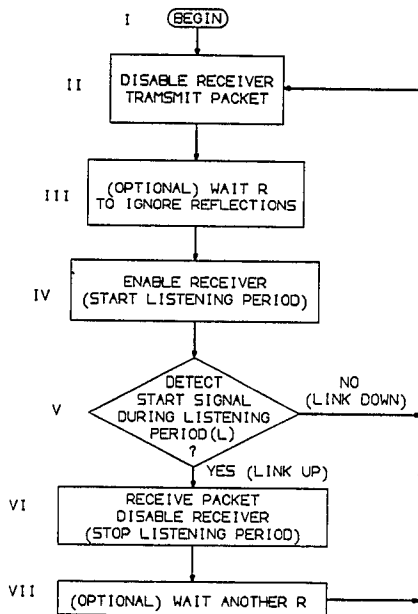 I BEGIN
II DISABLE RECEIVER
TRAMSMIT PACKET
III (OPTIONAL) WAIT R
TO IGNORE REFLECTIONS
IV ENABLE RECEIVER
(START LISTENING PERIOD)
V DETECT
START SIGNAL
DURING LISTENING
PERIOD(L)
?
NO
(LINK DOWN)
YES (LINK UP)
VI RECEIVE PACKET
DISABLE RECEIVER
(STOP LISTENING PERIOD)
VII (OPTIONAL) WAIT ANOTHER R